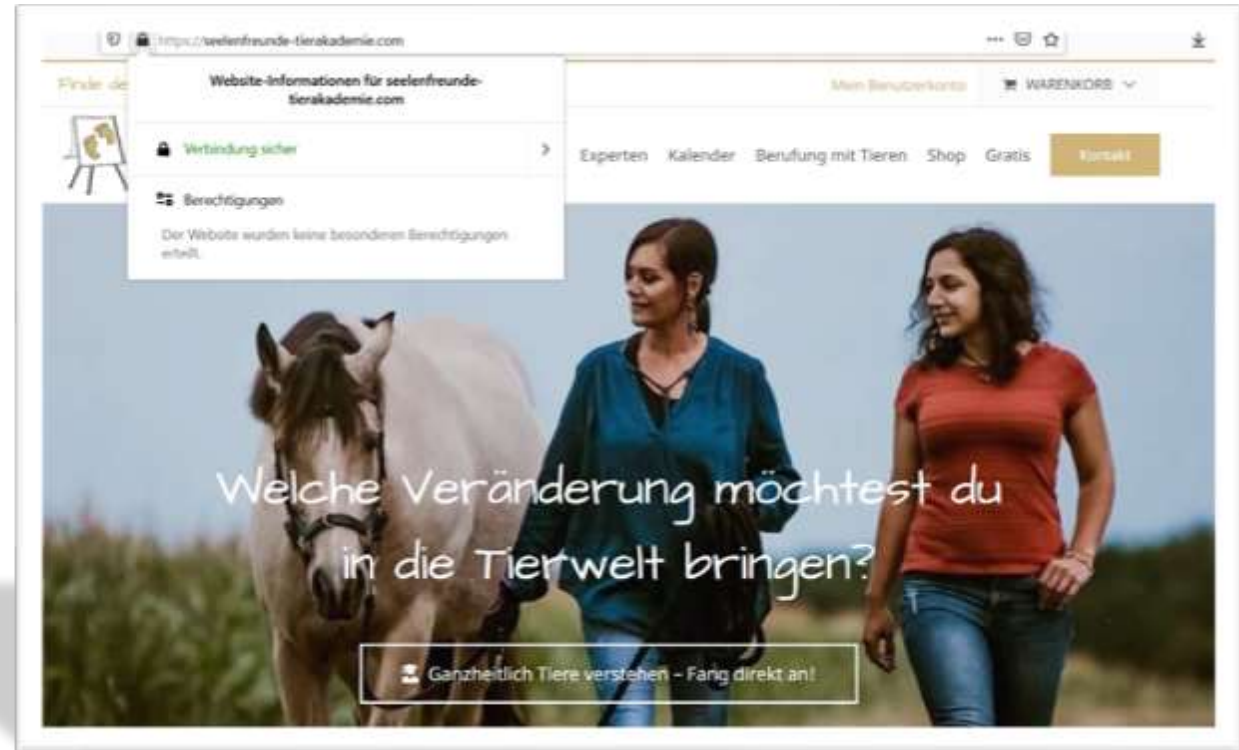 https://seelenfreunde-tierakademie.com
Finde de
Website-Informationen für seelenfreunde-
tierakademie.com
Mein Benutzerkonto
WARENKORB
Verbindung sicher
Experten Kalender Berufung mit Tieren Shop Gratis Kontakt
Berechtigungen
Der Website wurden keine besonderen Berechtigungen
erteilt.
Welche Veränderung möchtest du
in die Tierwelt bringen?
Ganzheitlich Tiere verstehen – Fang direkt an!